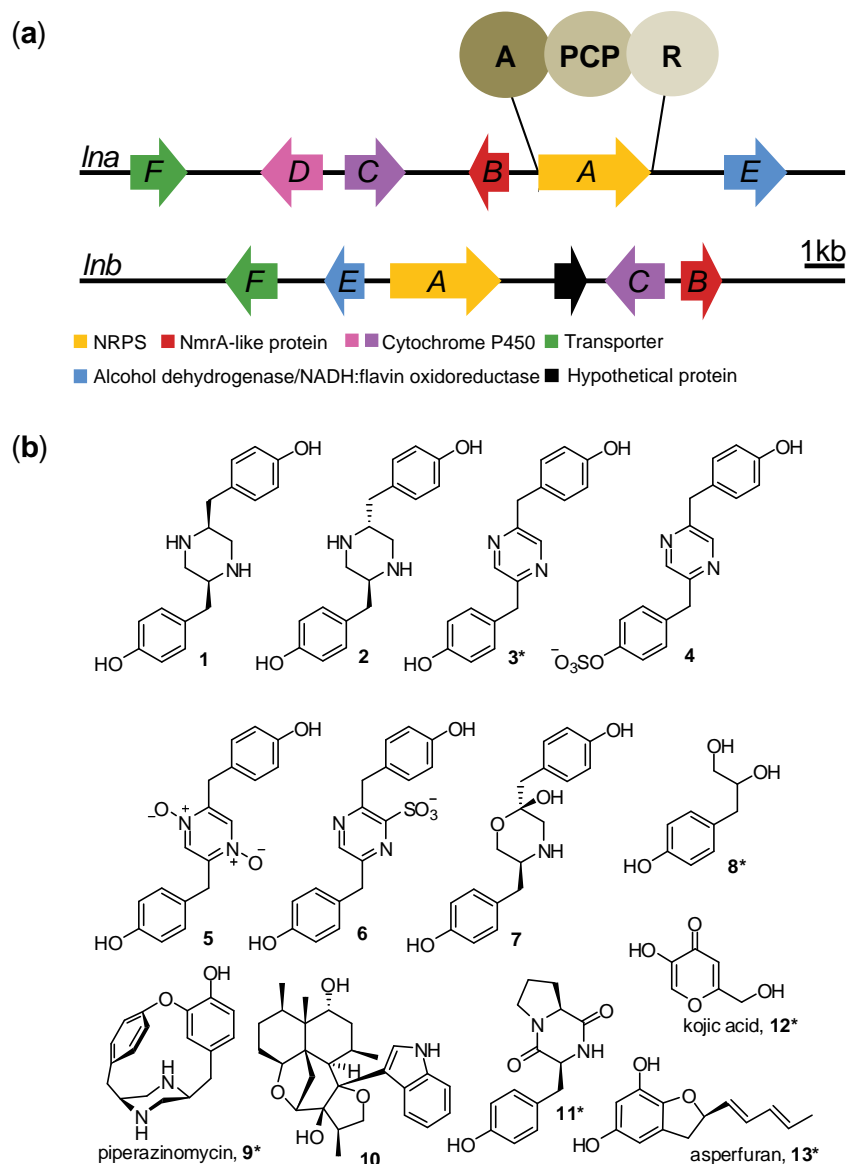 (a)
A PCP R
lna F D C B A E
1kb
lnb F E A C B
NRPS NmrA-like protein Cytochrome P450 Transporter
Alcohol dehydrogenase/NADH:flavin oxidoreductase Hypothetical protein
(b)
OH OH OH OH
HN NH HN NH N N N N
HO 1 HO 2 HO 3* ⁻O₃SO 4
OH OH OH HO OH
⁻O N⁺ N⁺ O⁻ N SO₃⁻ N OH O NH
HO 5 HO 6 HO 7 HO 8*
OH O HN NH
piperazinomycin, 9*
OH H NH O O HO
10
N O O NH HO
11*
O HO O OH
kojic acid, 12*
HO O HO
asperfuran, 13*